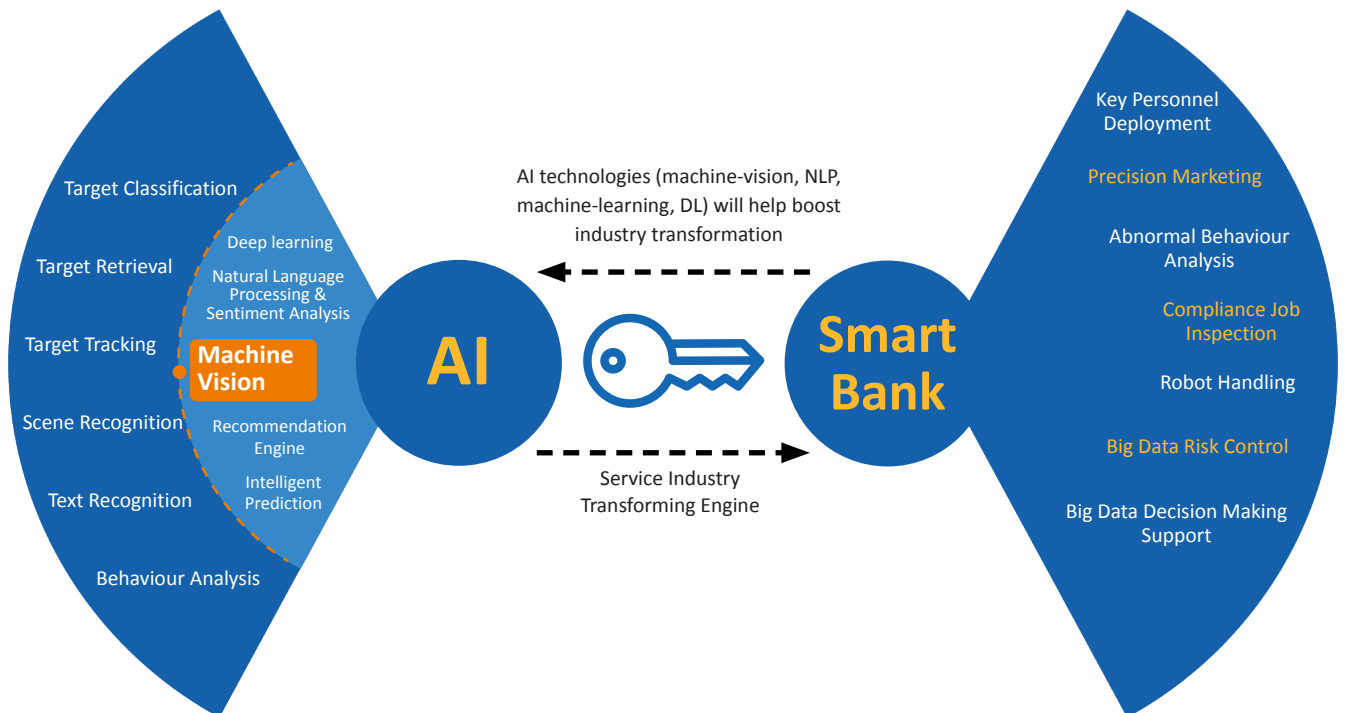 Target Classification
Target Retrieval
Target Tracking
Scene Recognition
Text Recognition
Behaviour Analysis
Deep learning
Natural Language
Processing &
Sentiment Analysis
Machine
Vision
Recommendation
Engine
Intelligent
Prediction
AI
AI technologies (machine-vision, NLP,
machine-learning, DL) will help boost
industry transformation
Service Industry
Transforming Engine
Smart
Bank
Key Personnel
Deployment
Precision Marketing
Abnormal Behaviour
Analysis
Compliance Job
Inspection
Robot Handling
Big Data Risk Control
Big Data Decision Making
Support